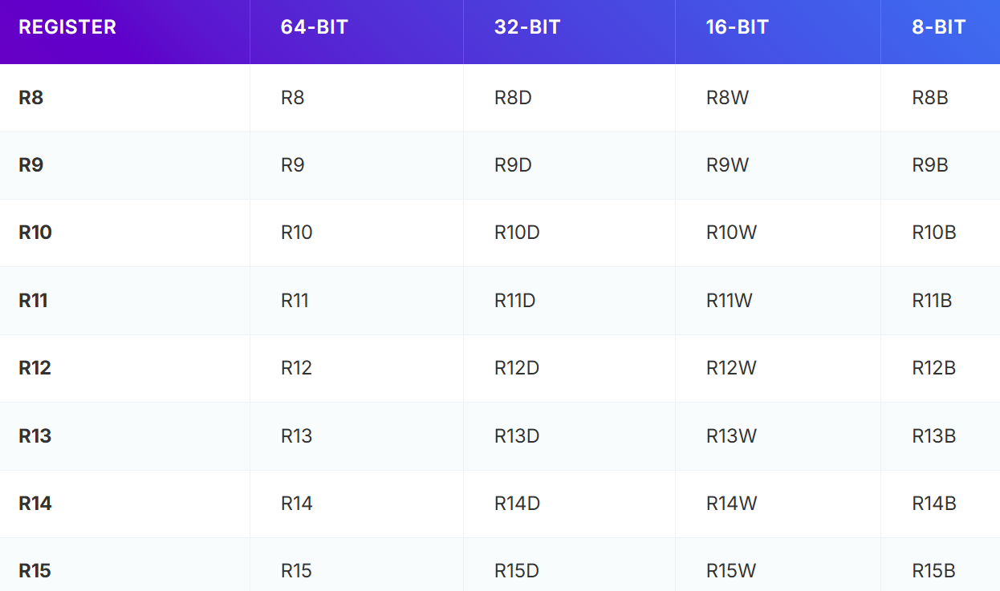 REGISTER 64-BIT 32-BIT 16-BIT 8-BIT
R8 R8 R8D R8W R8B
R9 R9 R9D R9W R9B
R10 R10 R10D R10W R10B
R11 R11 R11D R11W R11B
R12 R12 R12D R12W R12B
R13 R13 R13D R13W R13B
R14 R14 R14D R14W R14B
R15 R15 R15D R15W R15B